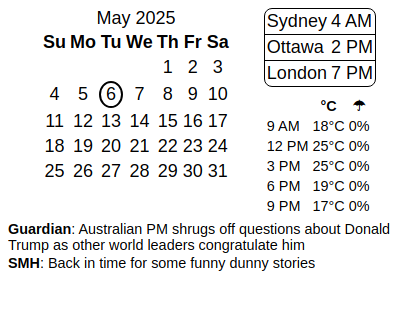 May 2025
Su Mo Tu We Th Fr Sa
1 2 3
4 5 6 7 8 9 10
11 12 13 14 15 16 17
18 19 20 21 22 23 24
25 26 27 28 29 30 31
Sydney 4 AM
Ottawa 2 PM
London 7 PM
°C ☂
9 AM 18°C 0%
12 PM 25°C 0%
3 PM 25°C 0%
6 PM 19°C 0%
9 PM 17°C 0%
Guardian: Australian PM shrugs off questions about Donald
Trump as other world leaders congratulate him
SMH: Back in time for some funny dunny stories